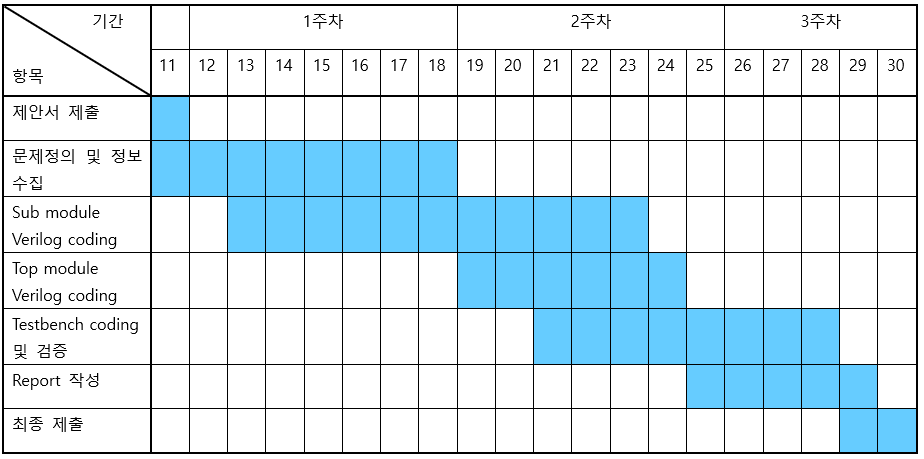 기간
1주차
2주차
3주차
항목
11 12 13 14 15 16 17 18 19 20 21 22 23 24 25 26 27 28 29 30
제안서 제출
문제정의 및 정보
수집
Sub module
Verilog coding
Top module
Verilog coding
Testbench coding
및 검증
Report 작성
최종 제출